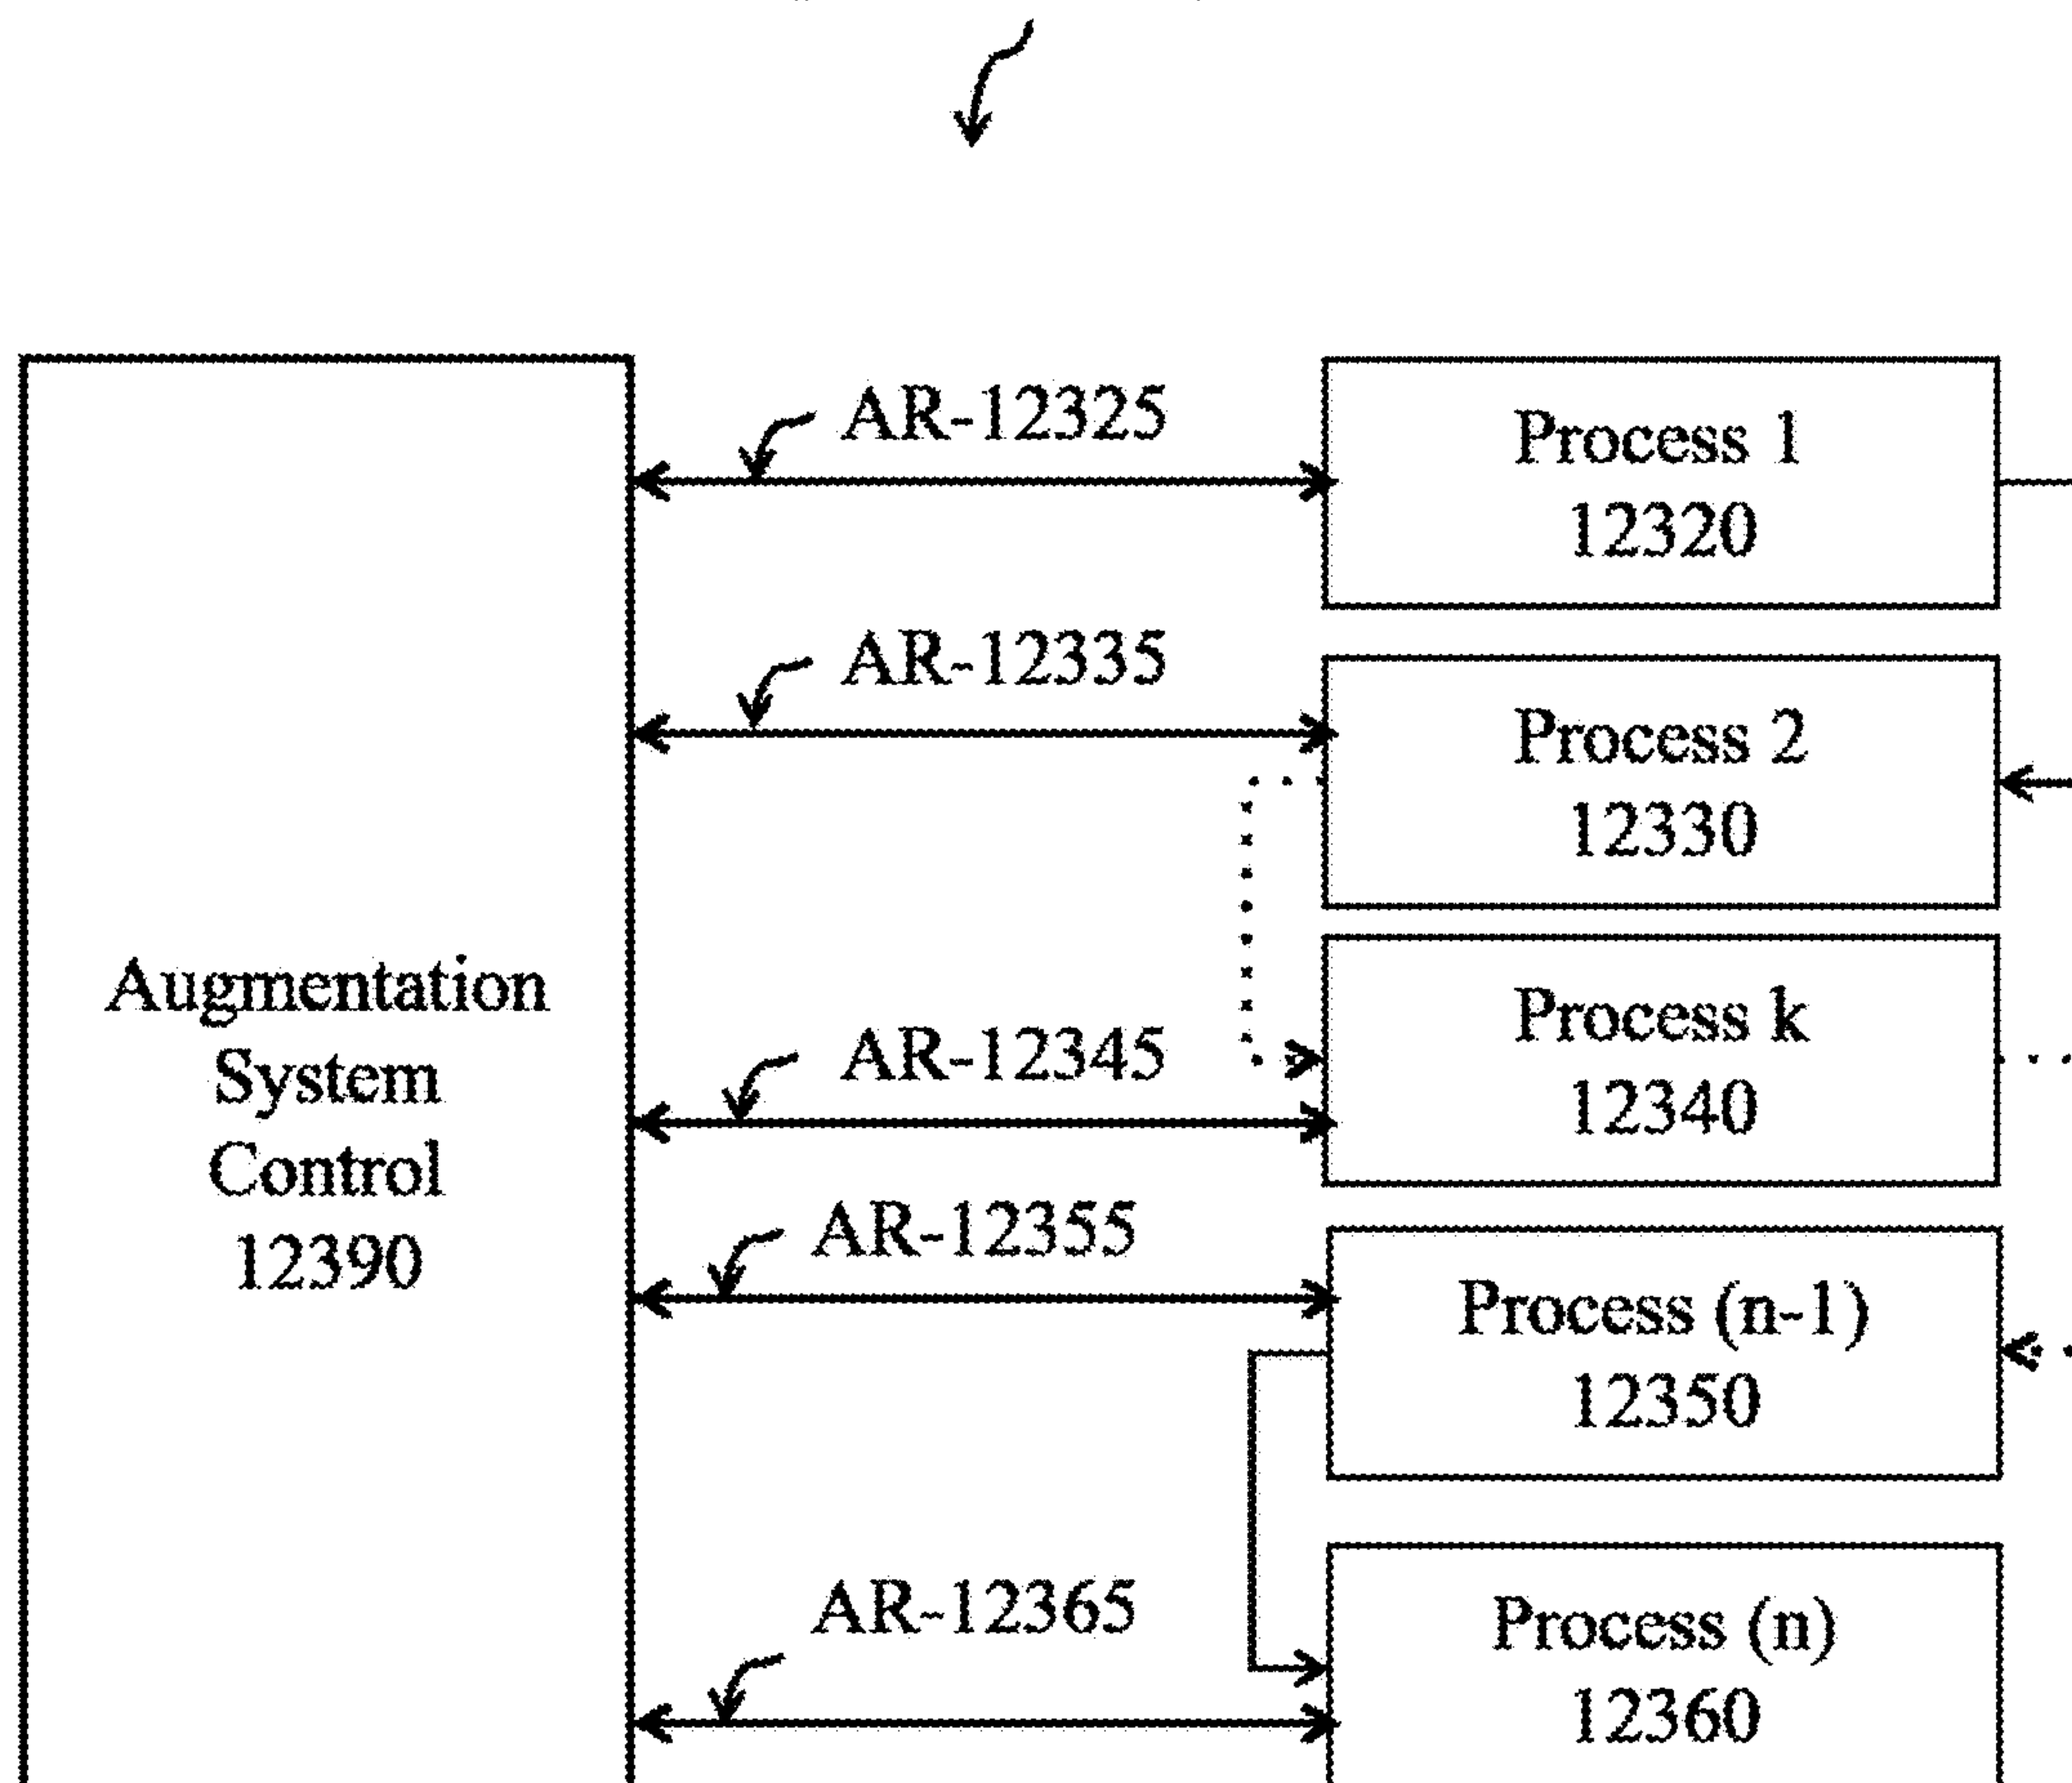 AR-12325
Process 1
12320
AR-12335
Process 2
12330
Augmentation
System
Control
12390
AR-12345
Process k
12340
AR-12355
Process (n-1)
12350
AR-12365
Process (n)
12360